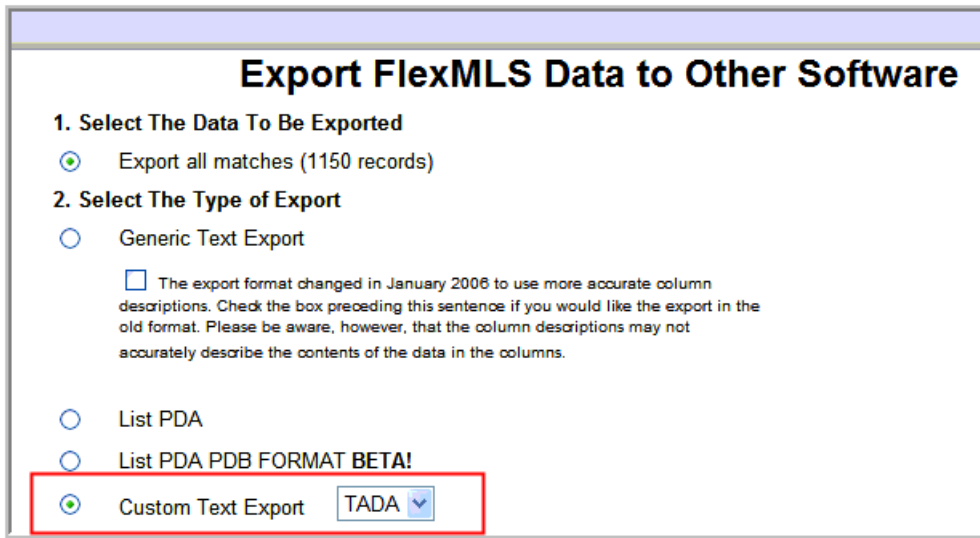 Export FlexMLS Data to Other Software
1. Select The Data To Be Exported
Export all matches (1150 records)
2. Select The Type of Export
Generic Text Export
The export format changed in January 2006 to use more accurate column
descriptions. Check the box preceding this sentence if you would like the export in the
old format. Please be aware, however, that the column descriptions may not
accurately describe the contents of the data in the columns.
List PDA
List PDA PDB FORMAT BETA!
Custom Text Export TADA